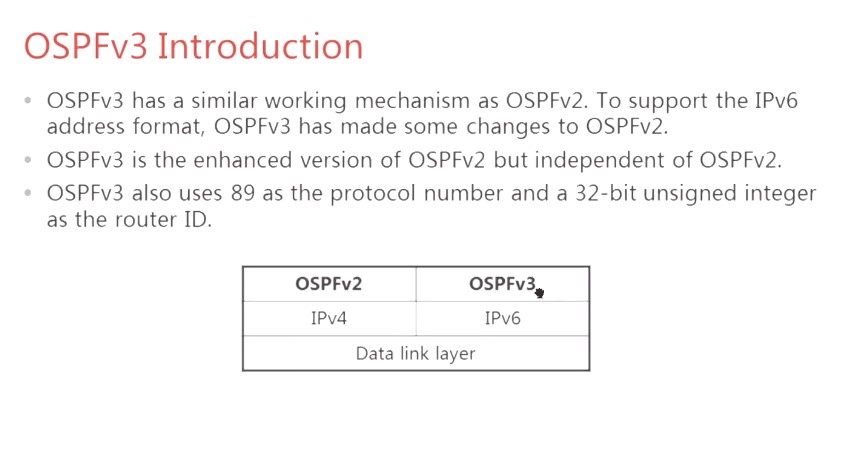 OSPFv3 Introduction
• OSPFv3 has a similar working mechanism as OSPFv2. To support the IPv6
address format, OSPFv3 has made some changes to OSPFv2.
• OSPFv3 is the enhanced version of OSPFv2 but independent of OSPFv2.
• OSPFv3 also uses 89 as the protocol number and a 32-bit unsigned integer
as the router ID.
OSPFv2 OSPFv3
IPv4 IPv6
Data link layer